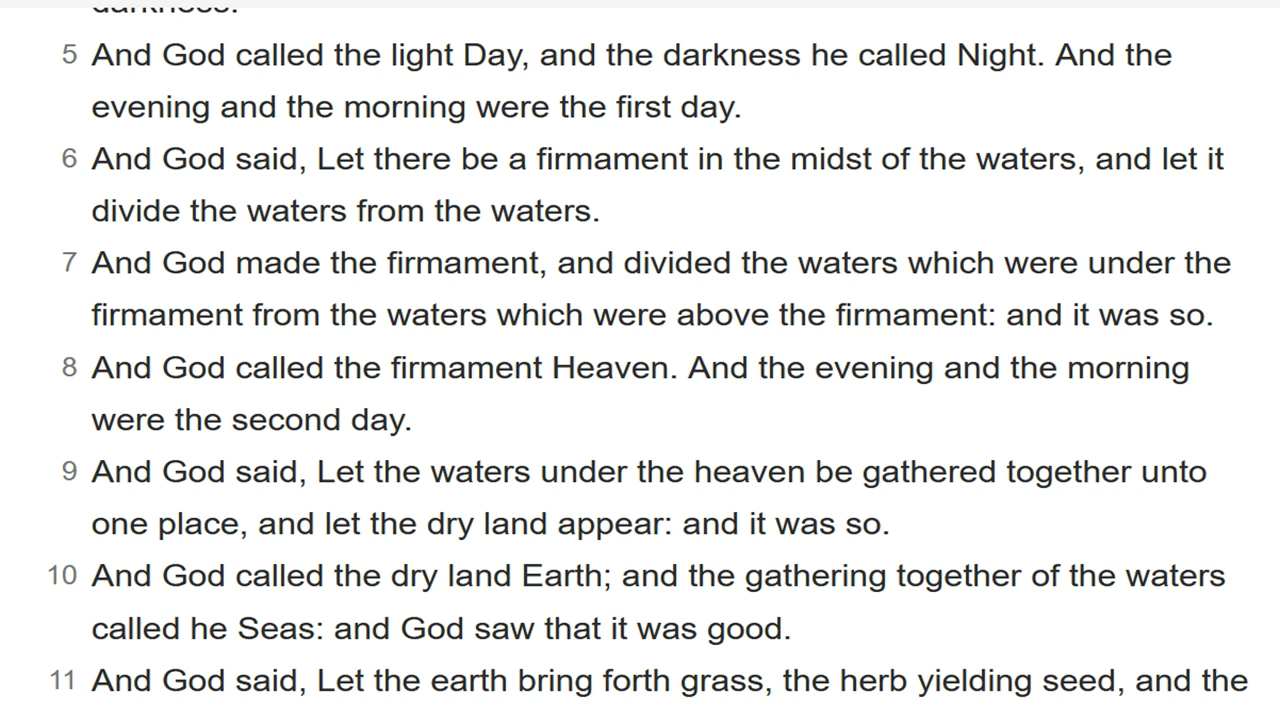 darkness.
5 And God called the light Day, and the darkness he called Night. And the
evening and the morning were the first day.
6 And God said, Let there be a firmament in the midst of the waters, and let it
divide the waters from the waters.
7 And God made the firmament, and divided the waters which were under the
firmament from the waters which were above the firmament: and it was so.
8 And God called the firmament Heaven. And the evening and the morning
were the second day.
9 And God said, Let the waters under the heaven be gathered together unto
one place, and let the dry land appear: and it was so.
10 And God called the dry land Earth; and the gathering together of the waters
called he Seas: and God saw that it was good.
11 And God said, Let the earth bring forth grass, the herb yielding seed, and the